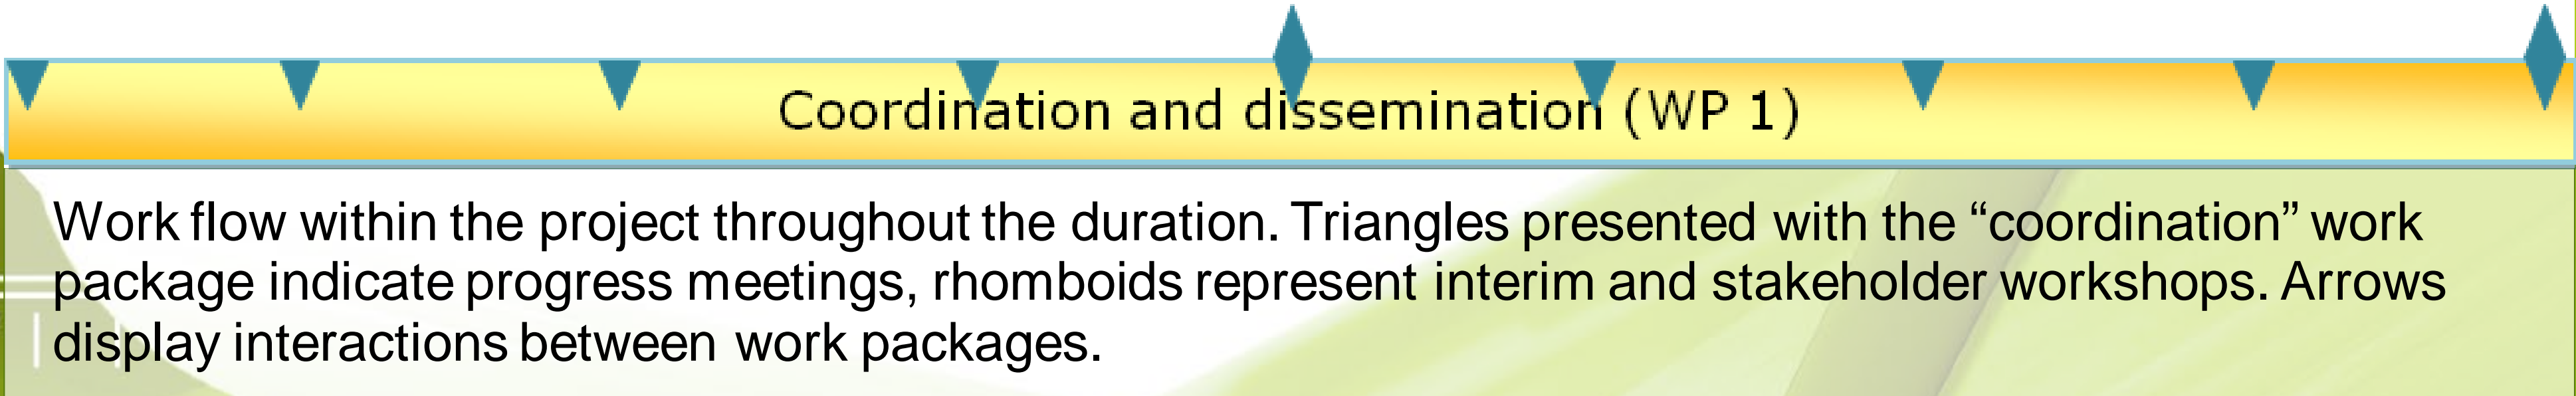 Coordination and dissemination (WP 1)
Work flow within the project throughout the duration. Triangles presented with the “coordination” work
package indicate progress meetings, rhomboids represent interim and stakeholder workshops. Arrows
display interactions between work packages.